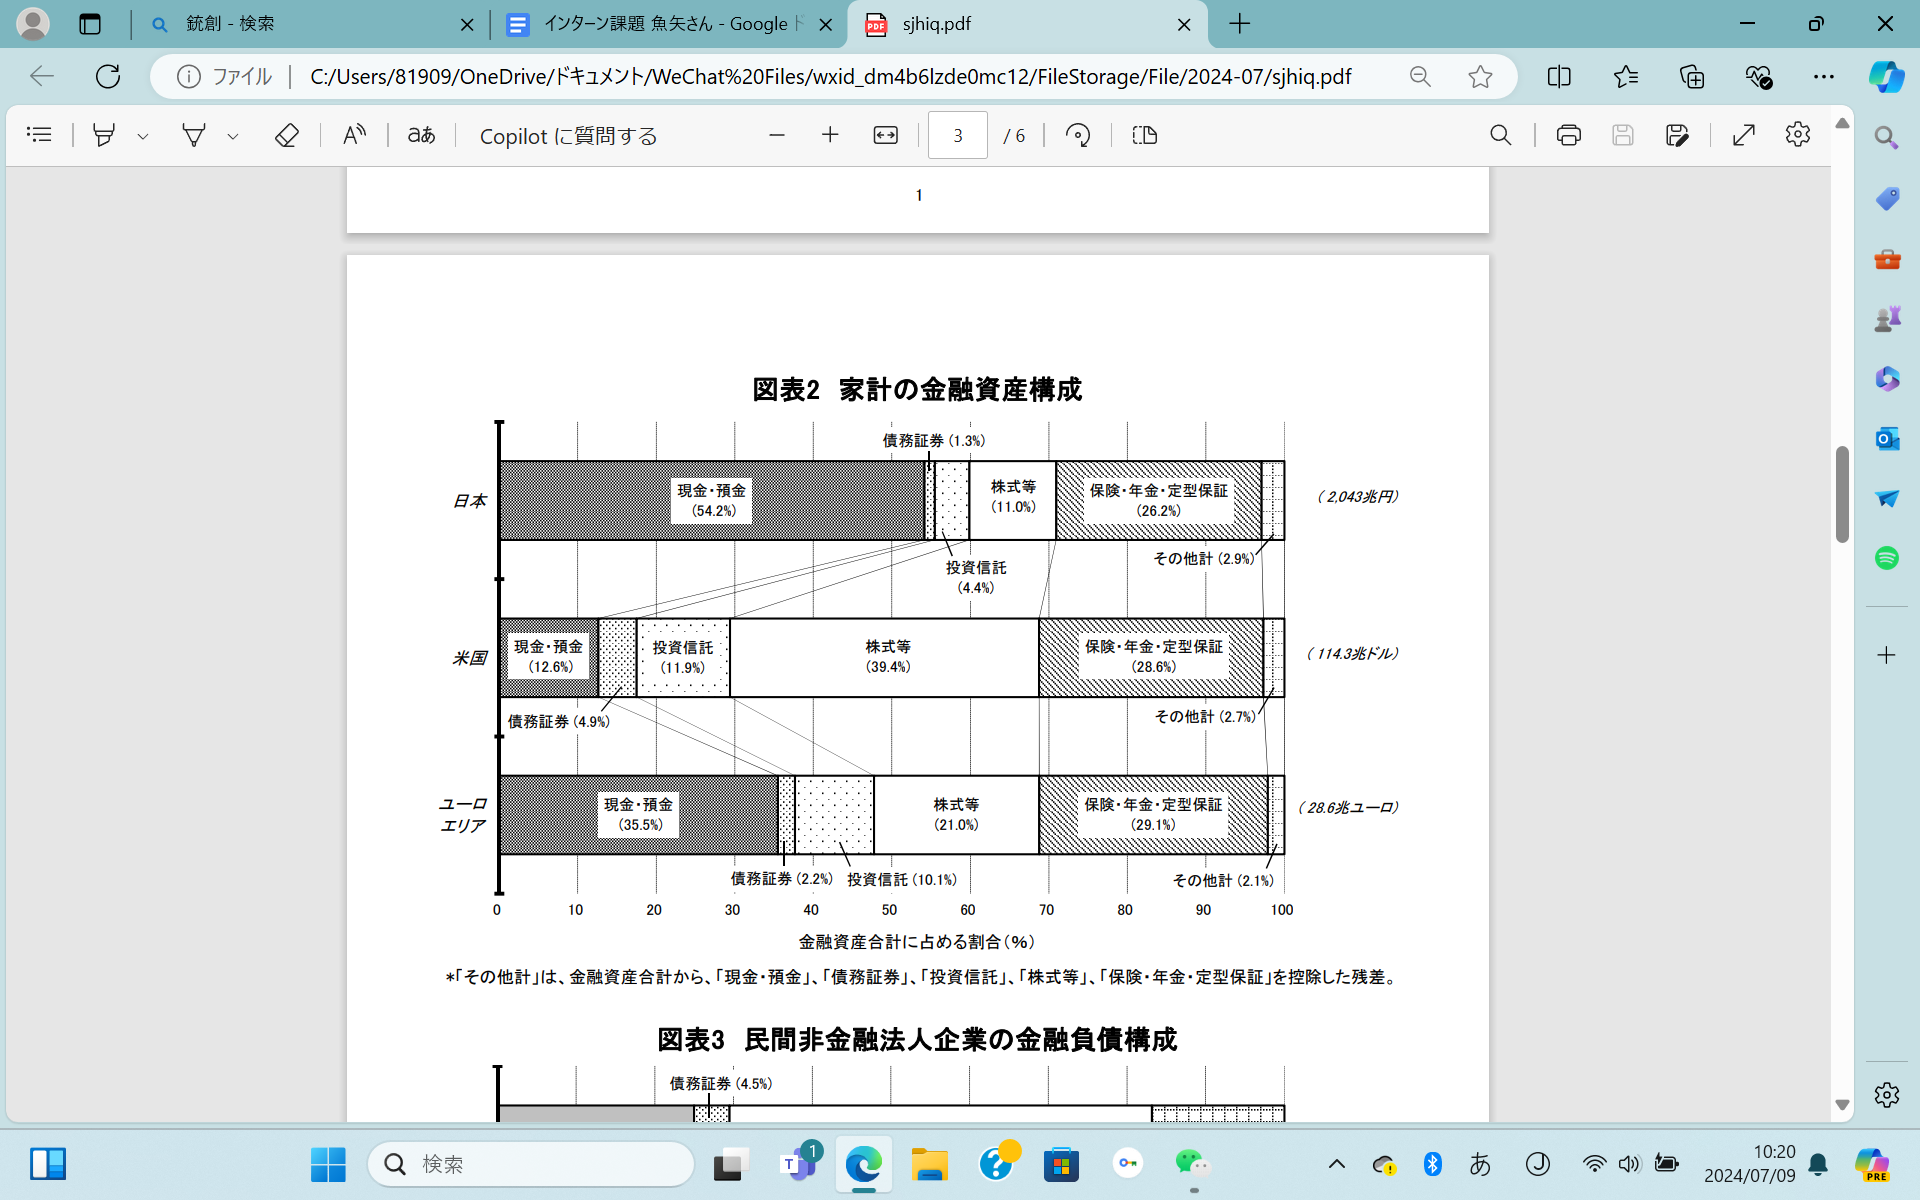 銃創 - 検索
インターン課題 魚矢さん - Google ド
sjhiq.pdf
ファイル
C:/Users/81909/OneDrive/ドキュメント/WeChat%20Files/wxid_dm4b6lzde0mc12/FileStorage/File/2024-07/sjhiq.pdf
aあ
Copilot に質問する
3 / 6
1
図表2 家計の金融資産構成
債務証券(1.3%)
日本
現金・預金
(54.2%)
株式等
(11.0%)
保険・年金・定型保証
(26.2%)
( 2,043兆円)
その他計(2.9%)
投資信託
(4.4%)
米国
現金・預金
(12.6%)
投資信託
(11.9%)
株式等
(39.4%)
保険・年金・定型保証
(28.6%)
( 114.3兆ドル)
債務証券(4.9%)
その他計(2.7%)
ユーロ
エリア
現金・預金
(35.5%)
株式等
(21.0%)
保険・年金・定型保証
(29.1%)
( 28.6兆ユーロ)
債務証券(2.2%) 投資信託(10.1%)
その他計(2.1%)
0 10 20 30 40 50 60 70 80 90 100
金融資産合計に占める割合(%)
*「その他計」は、金融資産合計から、「現金・預金」、「債務証券」、「投資信託」、「株式等」、「保険・年金・定型保証」を控除した残差。
図表3 民間非金融法人企業の金融負債構成
債務証券(4.5%)
検索
1
あ
10:20
2024/07/09
PRE